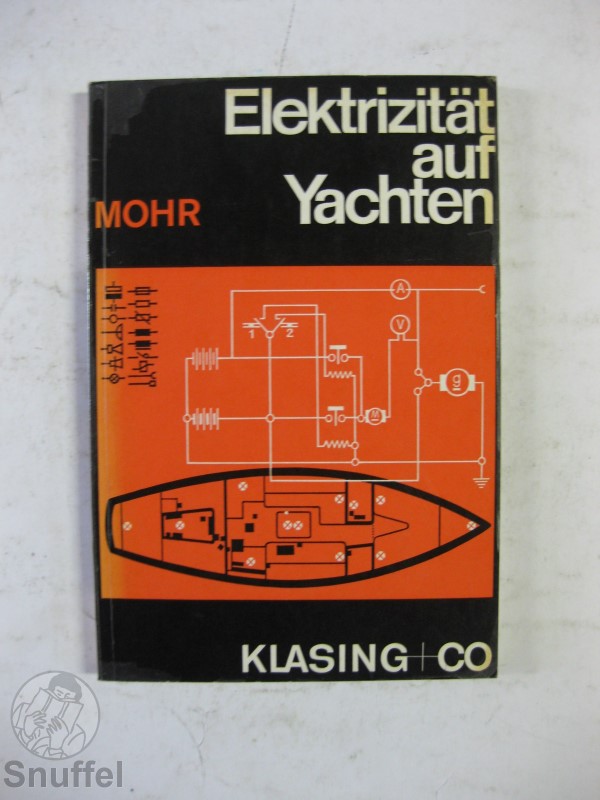 Elektrizität
auf
Yachten
MOHR
A
V
1 2
M
g
KLASING+CO
Snuffel